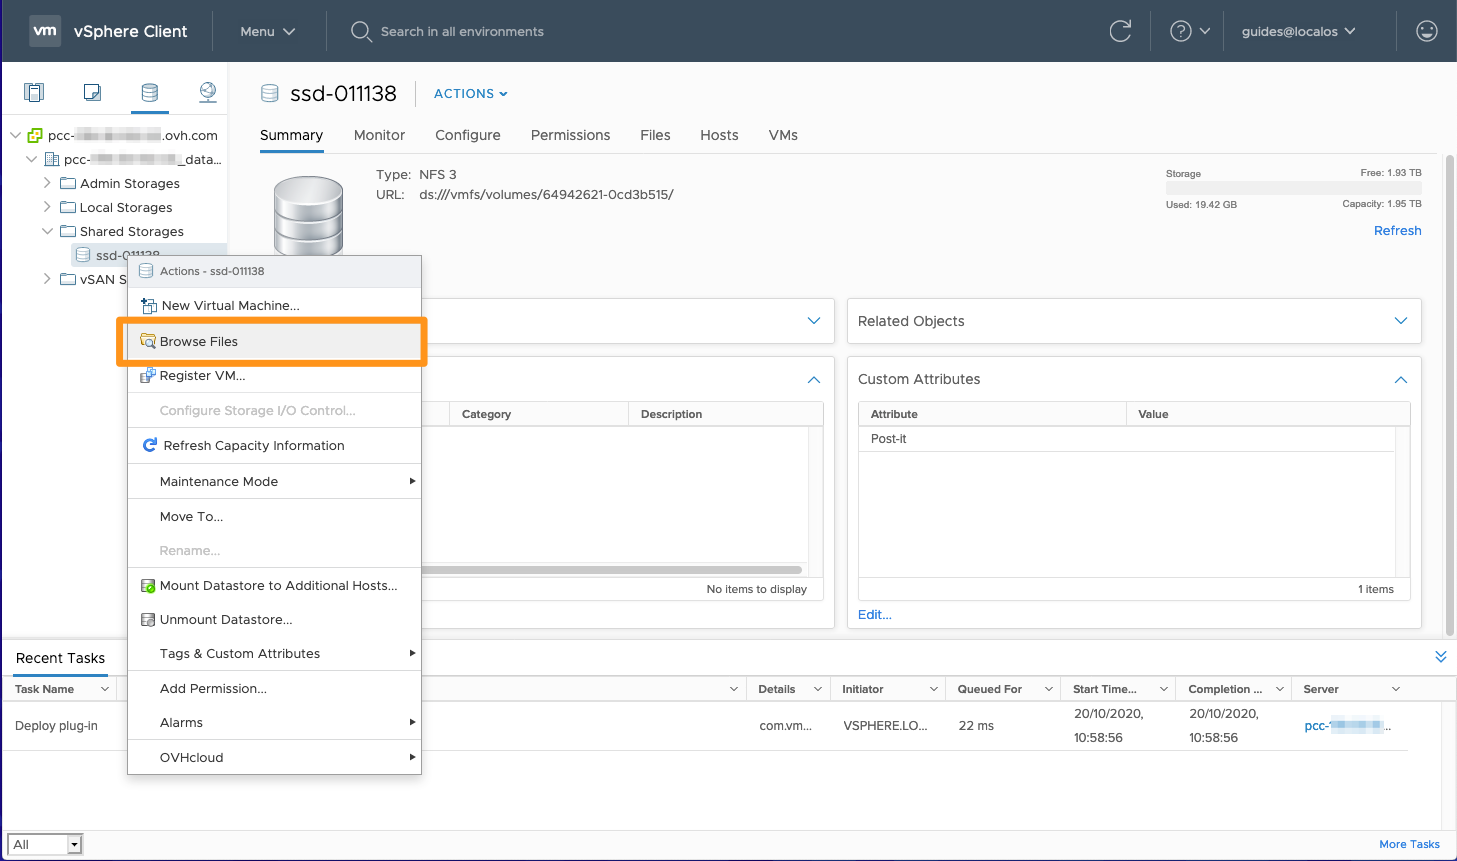 vm vSphere Client Menu Search in all environments guides@localos
ssd-011138 ACTIONS
Summary Monitor Configure Permissions Files Hosts VMs
pcc- .ovh.com
pcc- _data...
Admin Storages
Local Storages
Shared Storages
ssd-011138
vSAN S
Type: NFS 3
URL: ds:///vmfs/volumes/64942621-0cd3b515/
Storage Free: 1.93 TB
Used: 19.42 GB Capacity: 1.95 TB
Refresh
Actions - ssd-011138
New Virtual Machine...
Browse Files
Register VM...
Configure Storage I/O Control...
Refresh Capacity Information
Maintenance Mode
Move To...
Rename...
Mount Datastore to Additional Hosts...
Unmount Datastore...
Tags & Custom Attributes
Add Permission...
Alarms
OVHcloud
Related Objects
Custom Attributes
Category Description
No items to display
Attribute Value
Post-it
1 items
Edit...
Recent Tasks
Task Name Details Initiator Queued For Start Time... Completion ... Server
Deploy plug-in com.vm... VSPHERE.LO... 22 ms 20/10/2020, 20/10/2020, pcc- ...
10:58:56 10:58:56
All More Tasks